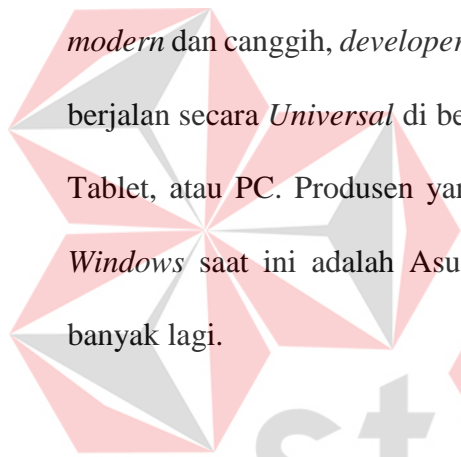 modern dan canggih, developer
berjalan secara Universal di be
Tablet, atau PC. Produsen yan
Windows saat ini adalah Asu
banyak lagi.
st